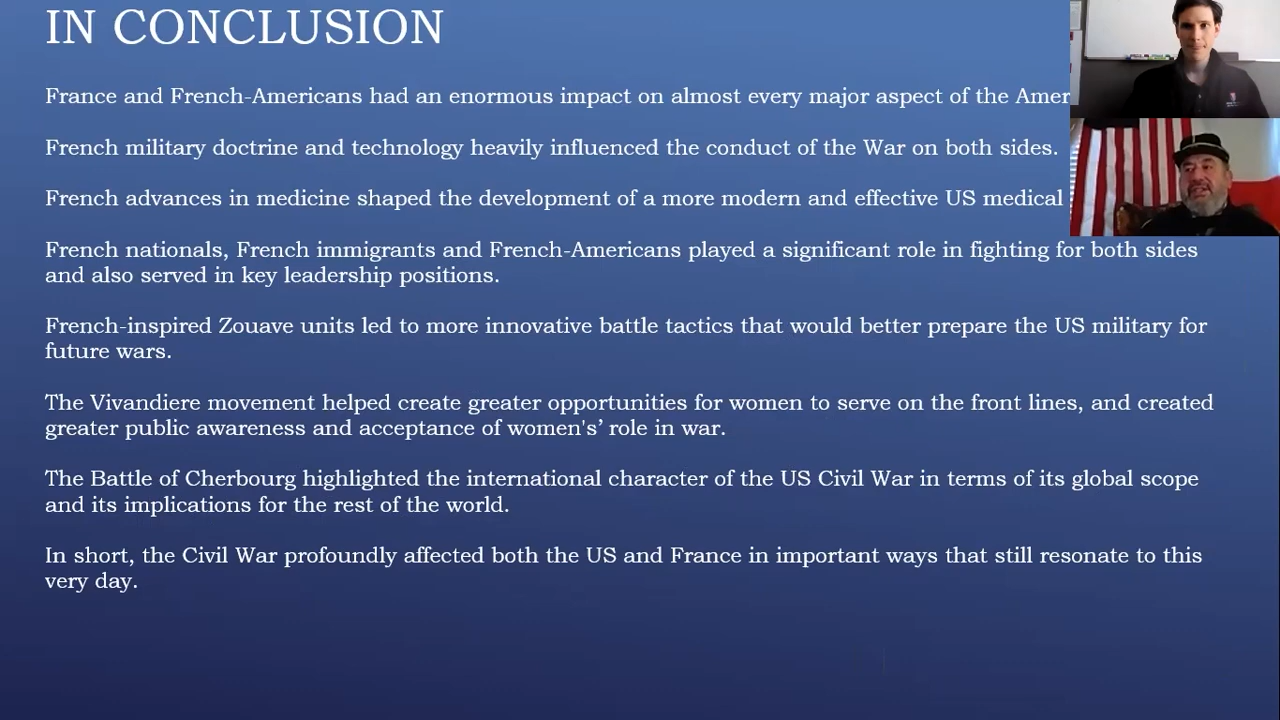 IN CONCLUSION
France and French-Americans had an enormous impact on almost every major aspect of the Amer
French military doctrine and technology heavily influenced the conduct of the War on both sides.
French advances in medicine shaped the development of a more modern and effective US medical
French nationals, French immigrants and French-Americans played a significant role in fighting for both sides
and also served in key leadership positions.
French-inspired Zouave units led to more innovative battle tactics that would better prepare the US military for
future wars.
The Vivandiere movement helped create greater opportunities for women to serve on the front lines, and created
greater public awareness and acceptance of women's’ role in war.
The Battle of Cherbourg highlighted the international character of the US Civil War in terms of its global scope
and its implications for the rest of the world.
In short, the Civil War profoundly affected both the US and France in important ways that still resonate to this
very day.